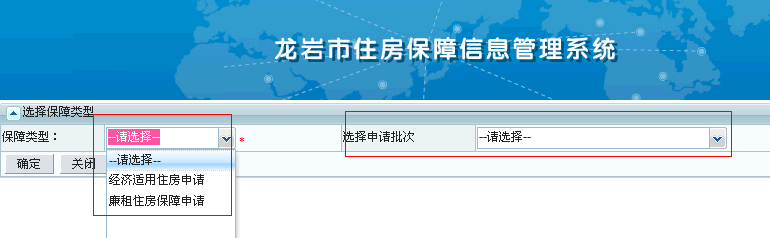 龙岩市住房保障信息管理系统
选择保障类型
保障类型： --请选择-- * 选择申请批次 --请选择--
确定 关闭 --请选择--
经济适用住房申请
廉租住房保障申请